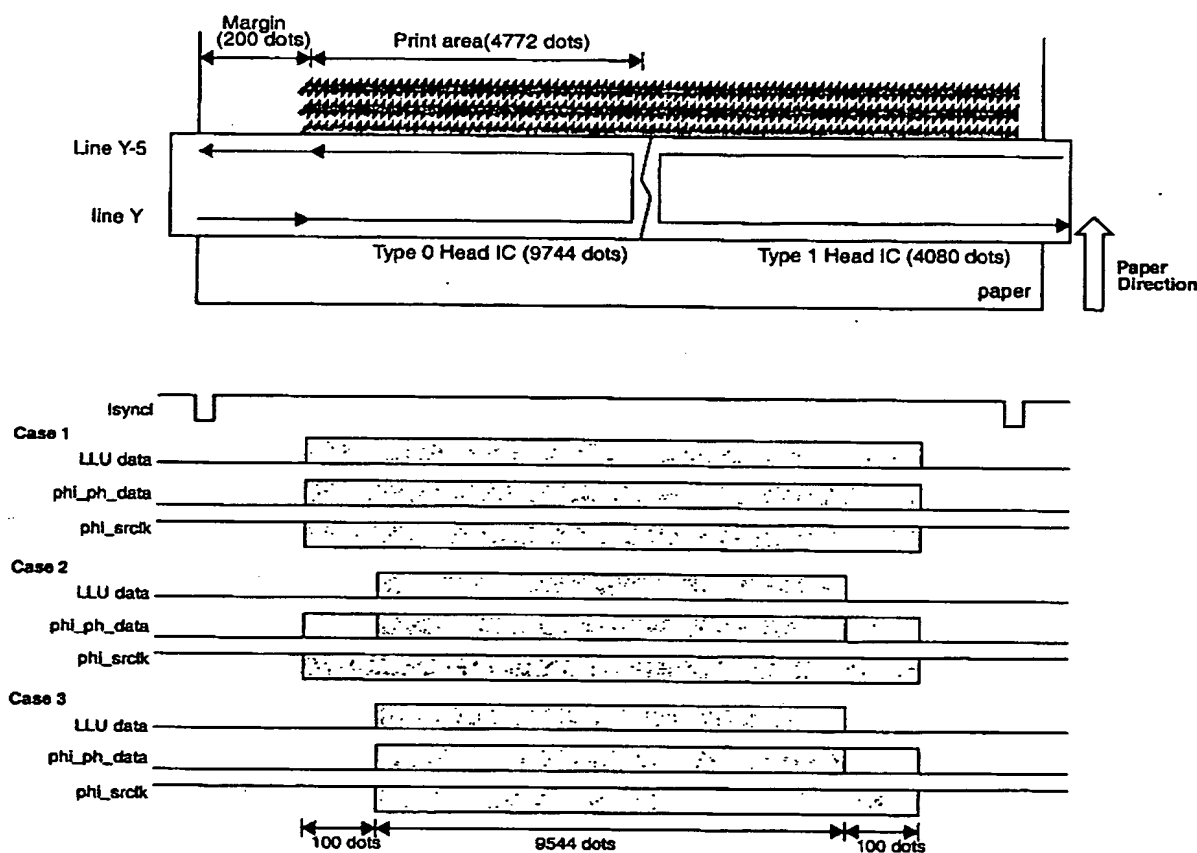 Margin
(200 dots)
Print area(4772 dots)
Line Y-5
line Y
Type 0 Head IC (9744 dots)
Type 1 Head IC (4080 dots)
Paper
Direction
paper
lsyncl
Case 1
LLU data
phi_ph_data
phi_srclk
Case 2
LLU data
phi_ph_data
phi_srclk
Case 3
LLU data
phi_ph_data
phi_srclk
100 dots
9544 dots
100 dots